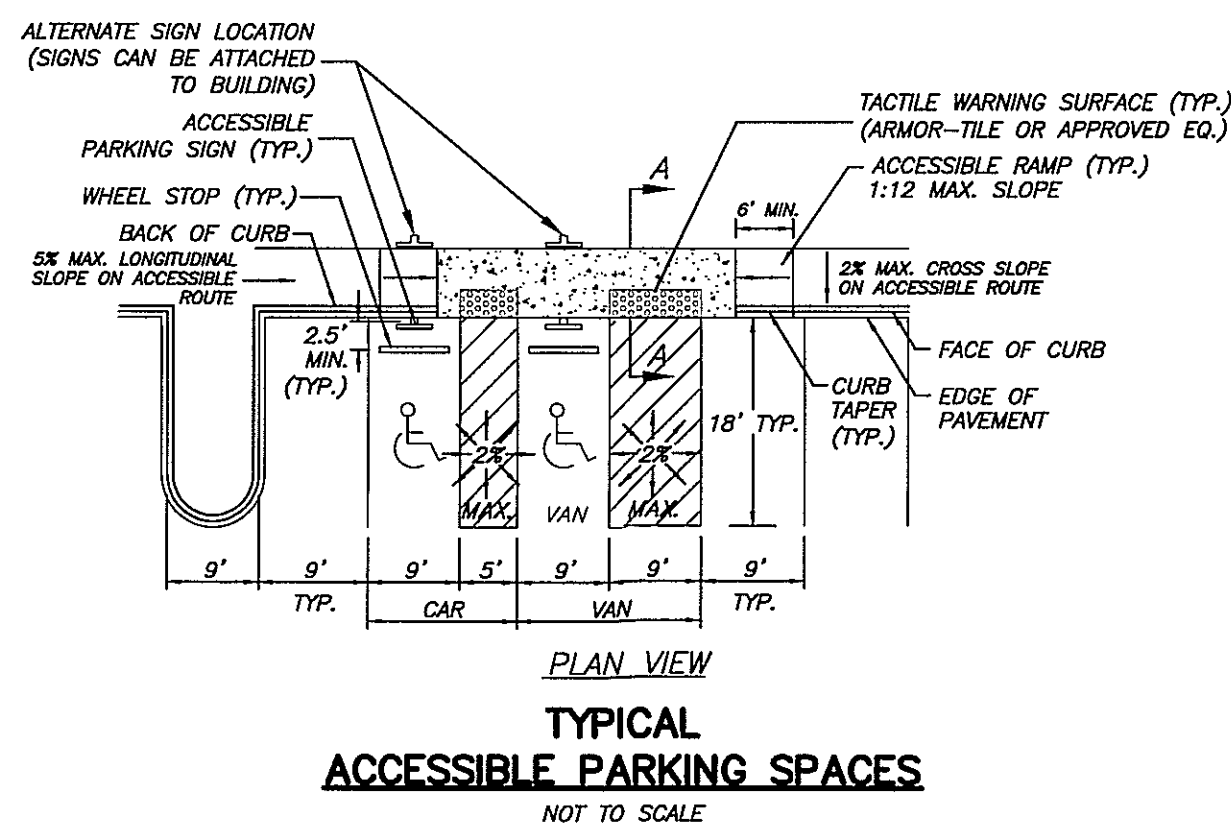 ALTERNATE SIGN LOCATION
(SIGNS CAN BE ATTACHED
TO BUILDING)
ACCESSIBLE
PARKING SIGN (TYP.)
WHEEL STOP (TYP.)
BACK OF CURB
5% MAX. LONGITUDINAL
SLOPE ON ACCESSIBLE
ROUTE
TACTILE WARNING SURFACE (TYP.)
(ARMOR-TILE OR APPROVED EQ.)
A
ACCESSIBLE RAMP (TYP.)
1:12 MAX. SLOPE
6' MIN.
2% MAX. CROSS SLOPE
ON ACCESSIBLE ROUTE
2.5'
MIN.
(TYP.)
A
FACE OF CURB
CURB
TAPER
(TYP.)
EDGE OF
PAVEMENT
18' TYP.
2%
MAX.
VAN
2%
MAX.
9'
9'
TYP.
9'
5'
9'
9'
9'
TYP.
CAR
VAN
PLAN VIEW
TYPICAL
ACCESSIBLE PARKING SPACES
NOT TO SCALE